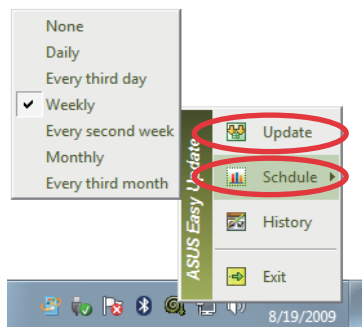 None
Daily
Every third day
Weekly
Every second week
Monthly
Every third month
ASUS Easy Update
Update
Schdule
History
Exit
8/19/2009